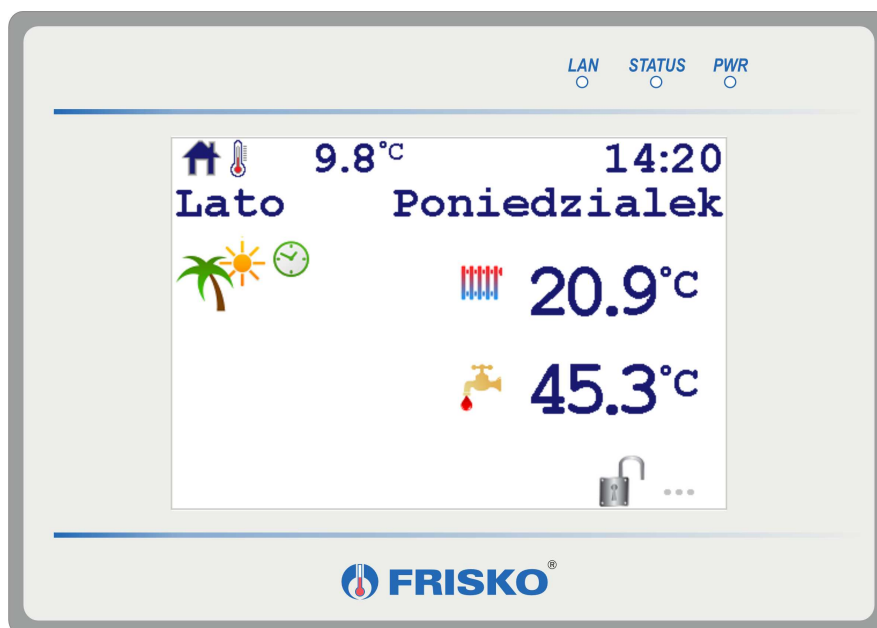 LAN STATUS PWR
9.8°C 14:20
Lato Poniedzialek
20.9°C
45.3°C
...
FRISKO®